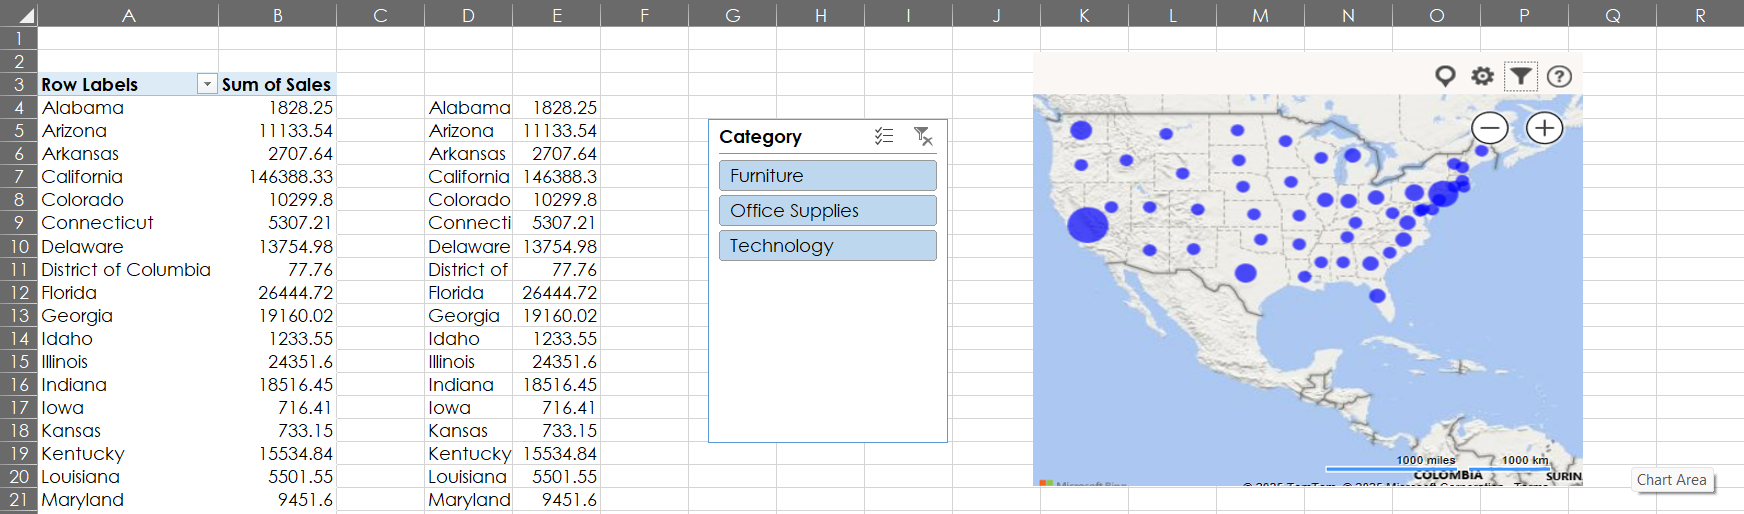 A B C D E F G H I J K L M N O P Q R
1
2
3 Row Labels Sum of Sales
4 Alabama 1828.25 Alabama 1828.25
5 Arizona 11133.54 Arizona 11133.54
6 Arkansas 2707.64 Arkansas 2707.64
7 California 146388.33 California 146388.3
8 Colorado 10299.8 Colorado 10299.8
9 Connecticut 5307.21 Connecti 5307.21
10 Delaware 13754.98 Delaware 13754.98
11 District of Columbia 77.76 District of 77.76
12 Florida 26444.72 Florida 26444.72
13 Georgia 19160.02 Georgia 19160.02
14 Idaho 1233.55 Idaho 1233.55
15 Illinois 24351.6 Illinois 24351.6
16 Indiana 18516.45 Indiana 18516.45
17 Iowa 716.41 Iowa 716.41
18 Kansas 733.15 Kansas 733.15
19 Kentucky 15534.84 Kentucky 15534.84
20 Louisiana 5501.55 Louisiana 5501.55
21 Maryland 9451.6 Maryland 9451.6
Category
Furniture
Office Supplies
Technology
?
1000 miles 1000 km
COLOMBIA SURIN
Microsoft Bing © 2025 TomTom, © 2025 Microsoft Corporation Terms
Chart Area